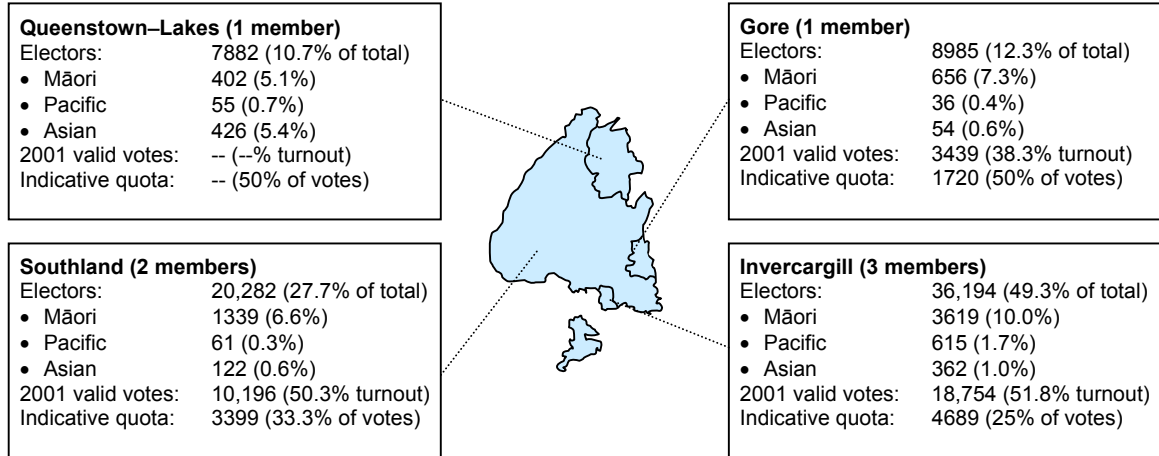 Queenstown–Lakes (1 member)
Electors: 7882 (10.7% of total)
• Māori 402 (5.1%)
• Pacific 55 (0.7%)
• Asian 426 (5.4%)
2001 valid votes: -- (--% turnout)
Indicative quota: -- (50% of votes)
Gore (1 member)
Electors: 8985 (12.3% of total)
• Māori 656 (7.3%)
• Pacific 36 (0.4%)
• Asian 54 (0.6%)
2001 valid votes: 3439 (38.3% turnout)
Indicative quota: 1720 (50% of votes)
Southland (2 members)
Electors: 20,282 (27.7% of total)
• Māori 1339 (6.6%)
• Pacific 61 (0.3%)
• Asian 122 (0.6%)
2001 valid votes: 10,196 (50.3% turnout)
Indicative quota: 3399 (33.3% of votes)
Invercargill (3 members)
Electors: 36,194 (49.3% of total)
• Māori 3619 (10.0%)
• Pacific 615 (1.7%)
• Asian 362 (1.0%)
2001 valid votes: 18,754 (51.8% turnout)
Indicative quota: 4689 (25% of votes)